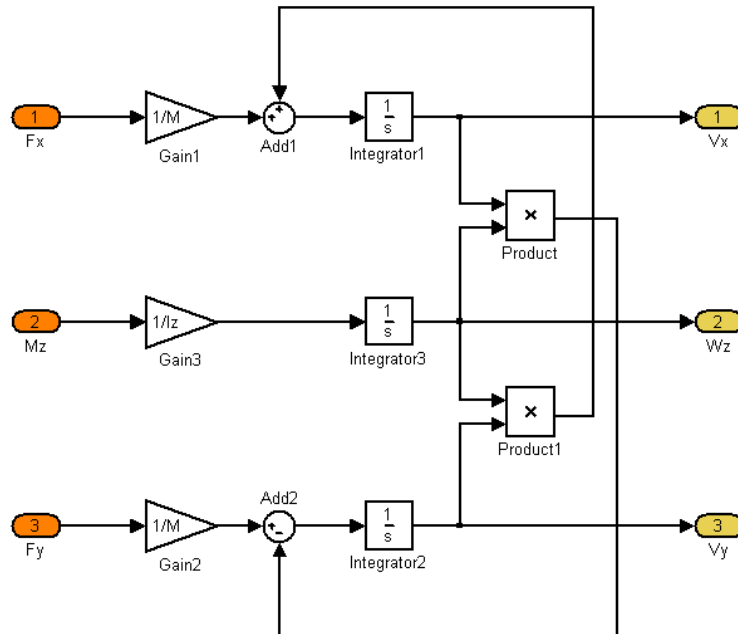 1
Fx
1/M
Gain1
+
+
Add1
1
s
Integrator1
1
Vx
×
Product
2
Mz
1/Iz
Gain3
1
s
Integrator3
2
Wz
×
Product1
3
Fy
1/M
Gain2
Add2
+
-
1
s
Integrator2
3
Vy